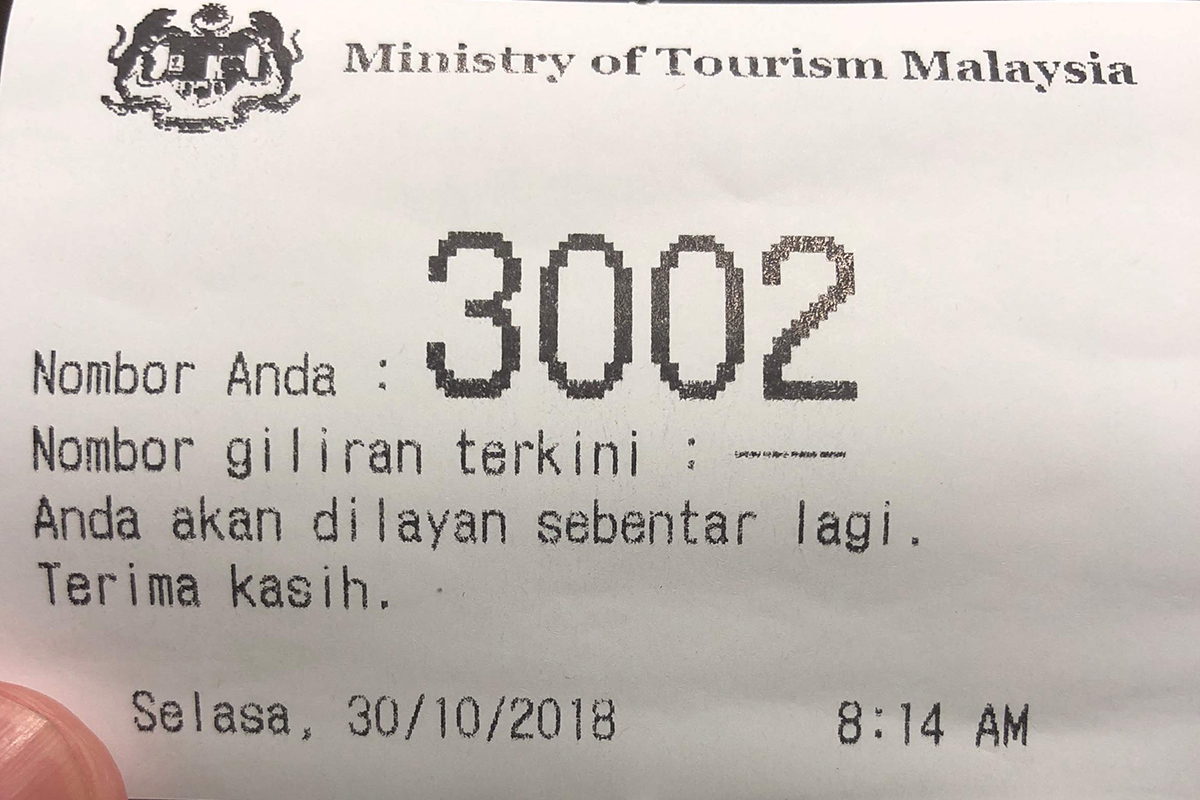 Ministry of Tourism Malaysia
Nombor Anda : 3002
Nombor giliran terkini : ----
Anda akan dilayan sebentar lagi.
Terima kasih.
Selasa, 30/10/2018 8:14 AM